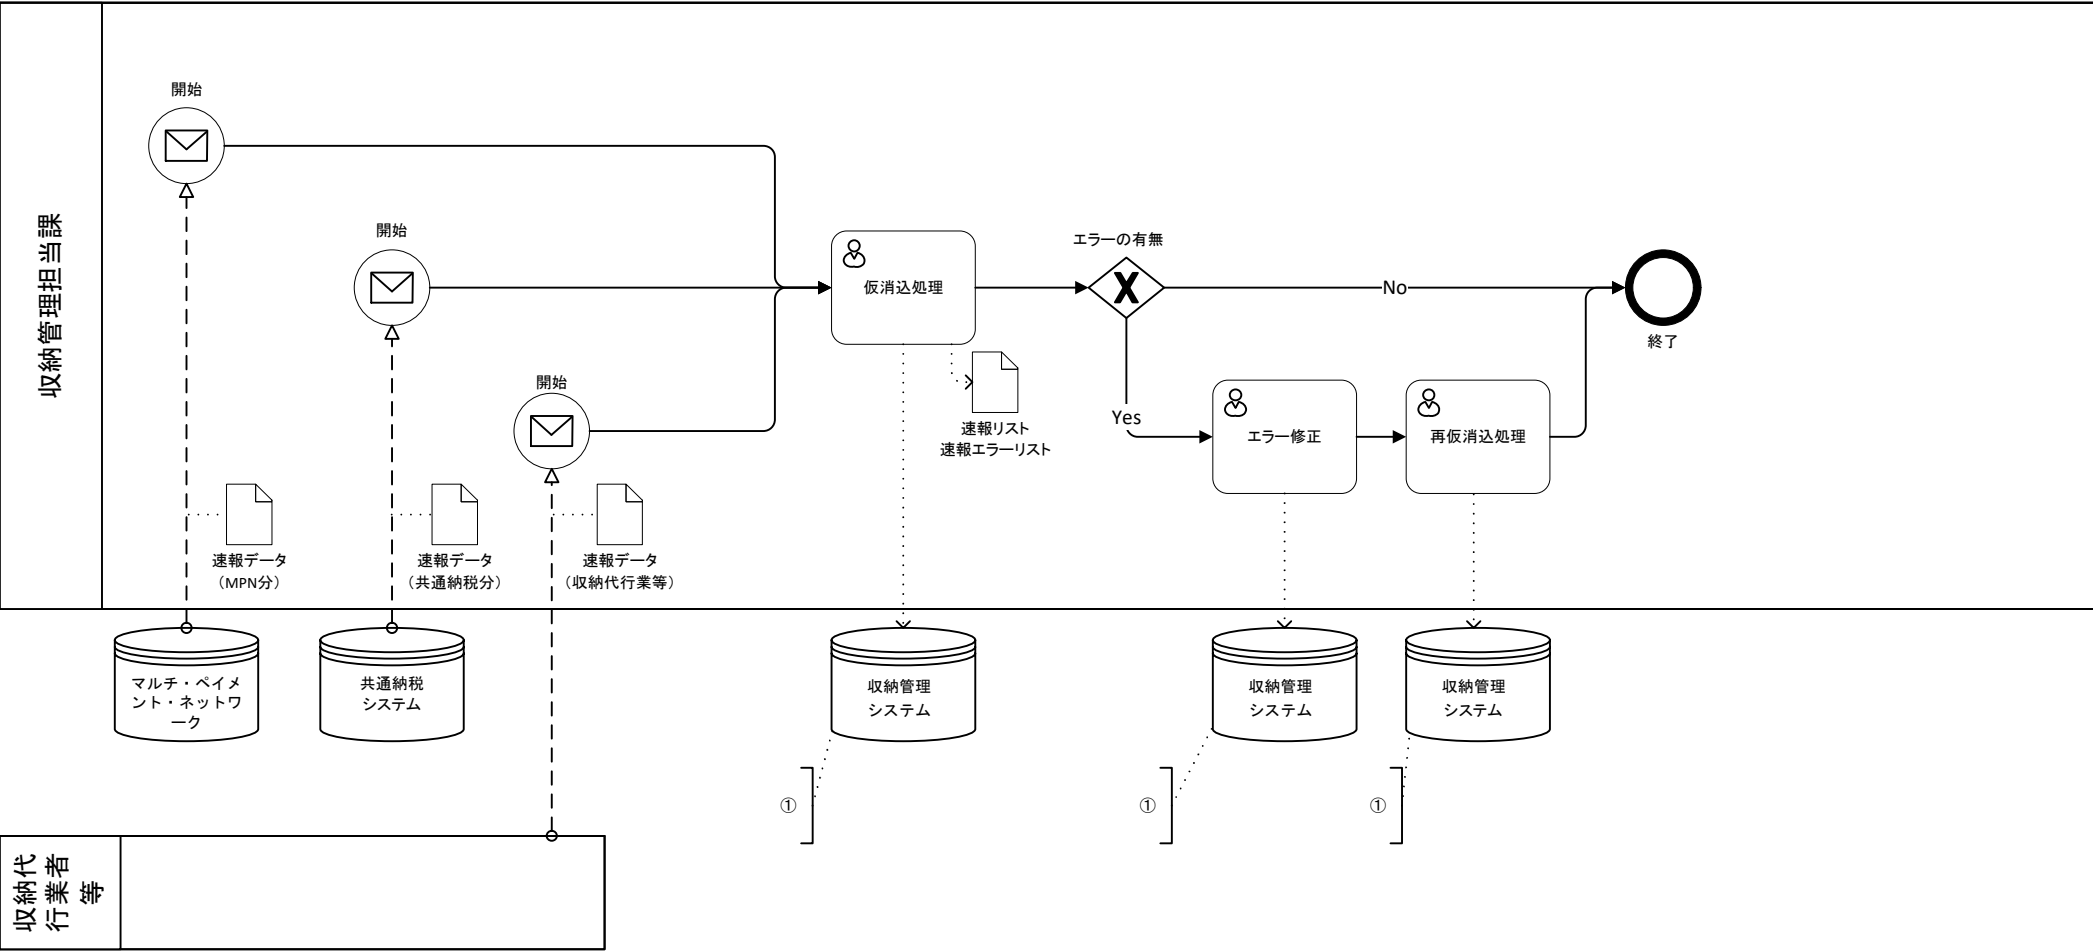 収納管理担当課
開始
開始
開始
速報データ
（MPN分）
速報データ
（共通納税分）
速報データ
（収納代行業等）
仮消込処理
速報リスト
速報エラーリスト
エラーの有無
No
Yes
エラー修正
再仮消込処理
終了
マルチ・ペイメ
ント・ネットワ
ーク
共通納税
システム
収納管理
システム
収納管理
システム
収納管理
システム
①
①
①
収納代
行業者
等